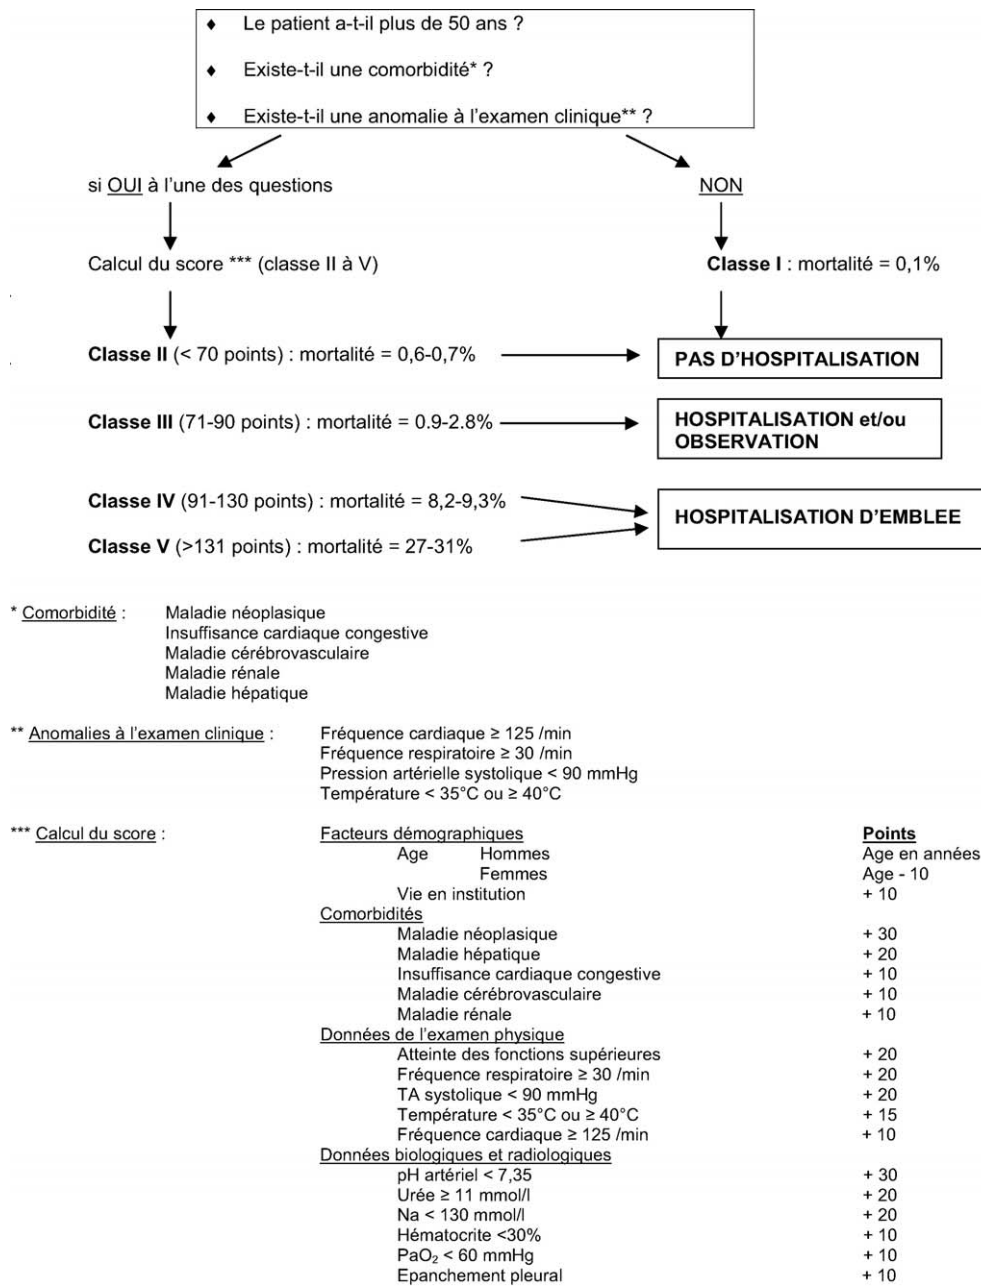 ♦ Le patient a-t-il plus de 50 ans ?
♦ Existe-t-il une comorbidité* ?
♦ Existe-t-il une anomalie à l'examen clinique** ?
si OUI à l'une des questions
NON
Calcul du score *** (classe II à V)
Classe I : mortalité = 0,1%
Classe II (< 70 points) : mortalité = 0,6-0,7%
PAS D'HOSPITALISATION
Classe III (71-90 points) : mortalité = 0.9-2.8%
HOSPITALISATION et/ou
OBSERVATION
Classe IV (91-130 points) : mortalité = 8,2-9,3%
HOSPITALISATION D'EMBLEE
Classe V (>131 points) : mortalité = 27-31%
* Comorbidité : Maladie néoplasique
Insuffisance cardiaque congestive
Maladie cérébrovasculaire
Maladie rénale
Maladie hépatique
** Anomalies à l'examen clinique : Fréquence cardiaque ≥ 125 /min
Fréquence respiratoire ≥ 30 /min
Pression artérielle systolique < 90 mmHg
Température < 35°C ou ≥ 40°C
*** Calcul du score : Facteurs démographiques Points
Age Hommes Age en années
Femmes Age - 10
Vie en institution + 10
Comorbidités
Maladie néoplasique + 30
Maladie hépatique + 20
Insuffisance cardiaque congestive + 10
Maladie cérébrovasculaire + 10
Maladie rénale + 10
Données de l'examen physique
Atteinte des fonctions supérieures + 20
Fréquence respiratoire ≥ 30 /min + 20
TA systolique < 90 mmHg + 20
Température < 35°C ou ≥ 40°C + 15
Fréquence cardiaque ≥ 125 /min + 10
Données biologiques et radiologiques
pH artériel < 7,35 + 30
Urée ≥ 11 mmol/l + 20
Na < 130 mmol/l + 20
Hématocrite <30% + 10
PaO₂ < 60 mmHg + 10
Epanchement pleural + 10